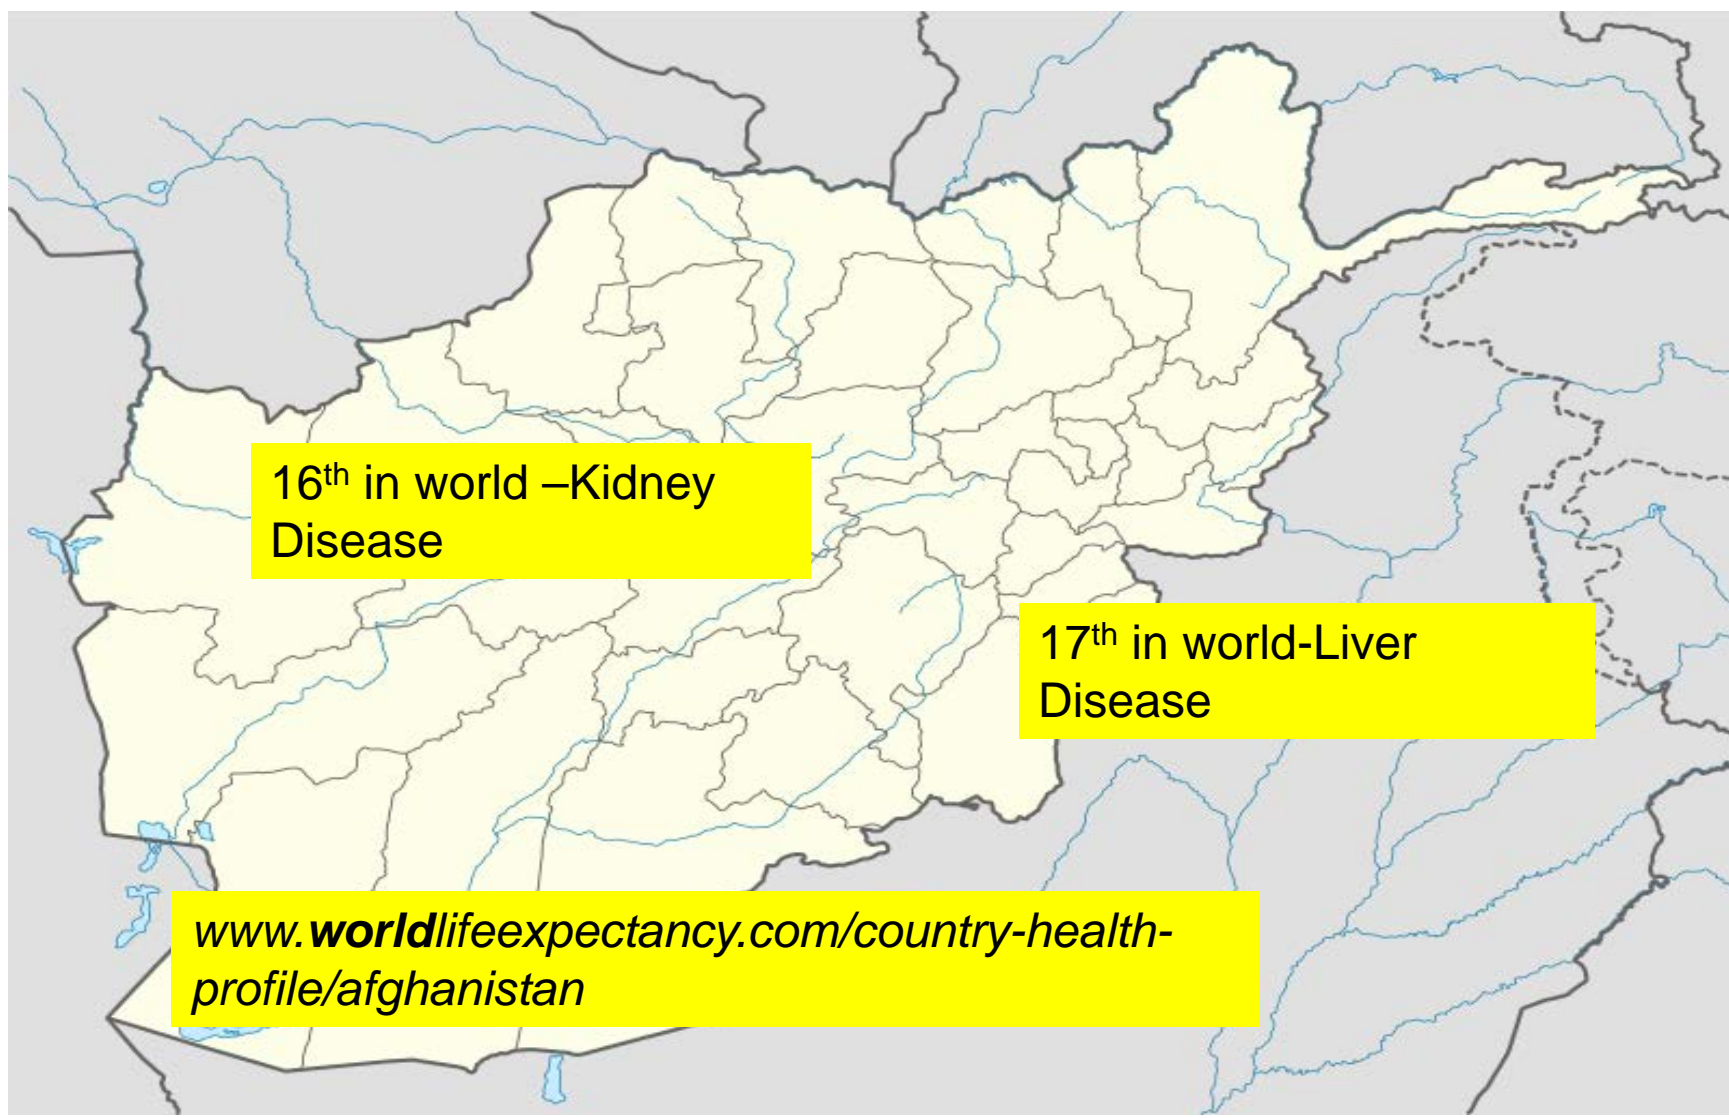 16th in world –Kidney
Disease
17th in world-Liver
Disease
www.worldlifeexpectancy.com/country-health-
profile/afghanistan